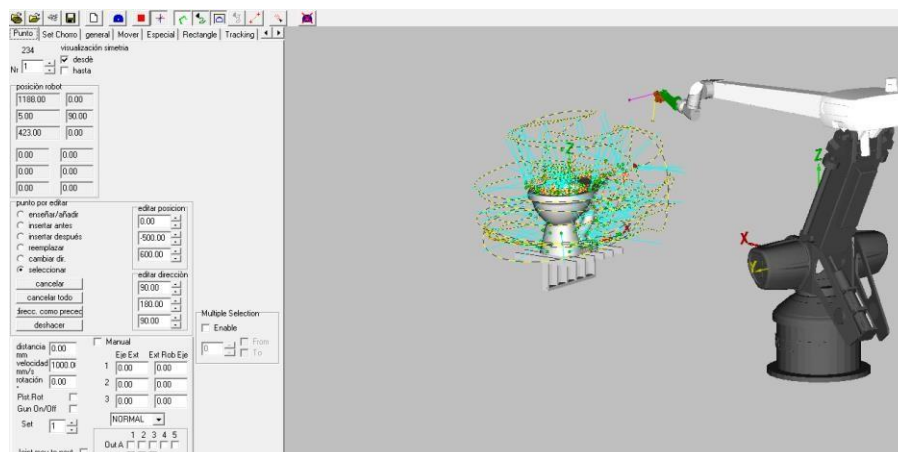 Punto Set Chorro general Mover Especial Rectangle Tracking
234 visualización simetria
Nr 1 desdè
hasta
posiciòn robot
1188.00 0.00
5.00 90.00
423.00 0.00
0.00 0.00
0.00 0.00
0.00 0.00
punto por editar
enseñar/añadir
insertar antes
insertar después
reemplazar
cambiar dir.
seleccionar
cancelar
cancelar todo
direcc. como preced
deshacer
editar posicion
0.00
-500.00
600.00
editar dirección
90.00
180.00
90.00
Multiple Selection
Enable
0 From
To
distancia mm 0.00
velocidad mm/s 1000.0
rotación ° 0.00
Pist.Rot
Gun On/Off
Set 1
Manual
Eje Ext Ext Rob Eje
1 0.00 0.00
2 0.00 0.00
3 0.00 0.00
NORMAL
1 2 3 4 5
Out A
Z
X
Z
X
Y